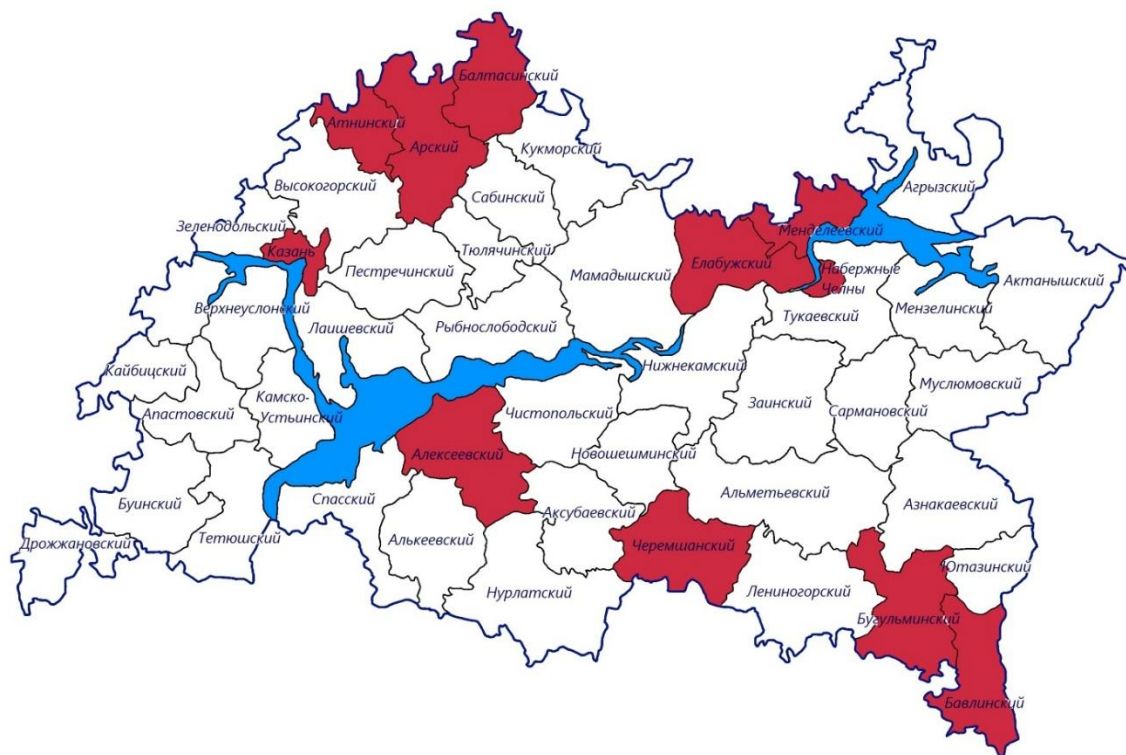 Балтасинский
Атнинский
Арский
Кукморский
Высокогорский
Сабинский
Агрызский
Зеленодольский
Менделеевский
Казань
Тюлячинский
Пестречинский
Мамадышский
Елабужский
Набержные
Челны
Актанышский
Верхнеуслонский
Лаишевский
Рыбнослободский
Тукаевский
Мензелинский
Кайбицский
Нижнекамский
Муслюмовский
Камско-
Устьинский
Апастовский
Чистопольский
Заинский
Сармановский
Алексеевский
Новошешминский
Буинский
Спасский
Альметьевский
Азнакаевский
Аксубаевский
Дрожжановский
Тетюшский
Алькеевский
Черемшанский
Ютазинский
Нурлатский
Лениногорский
Бугульминский
Бавлинский